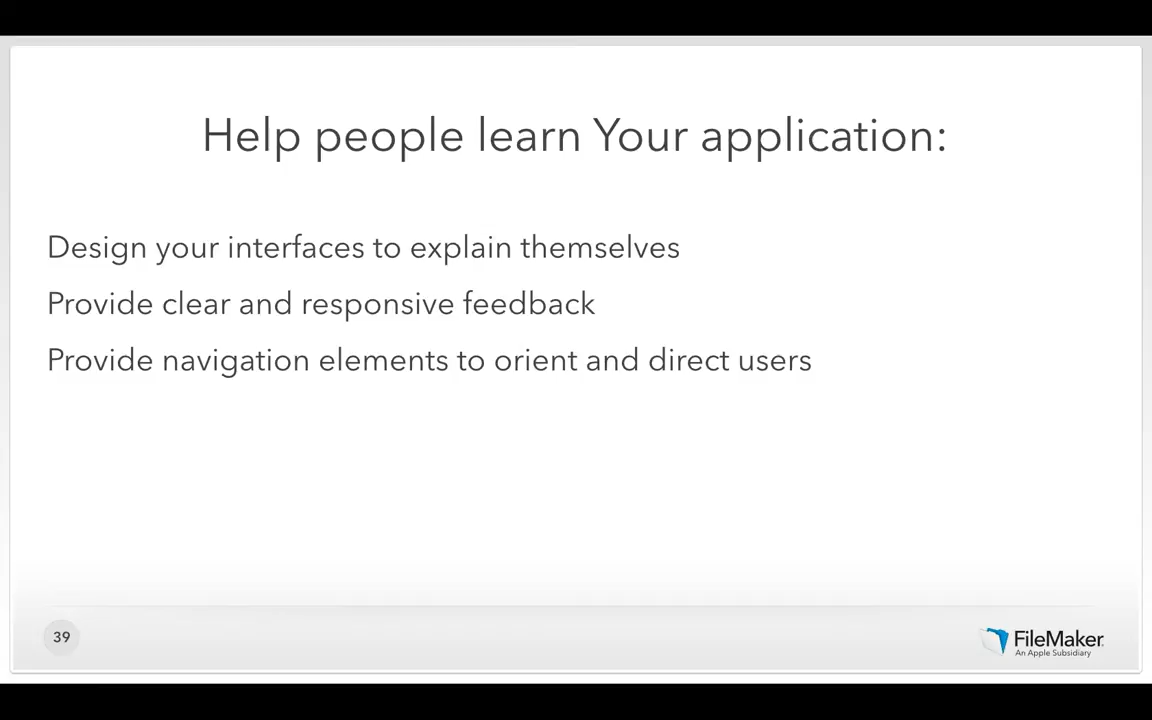 Help people learn Your application:
Design your interfaces to explain themselves
Provide clear and responsive feedback
Provide navigation elements to orient and direct users
39
FileMaker
An Apple Subsidiary